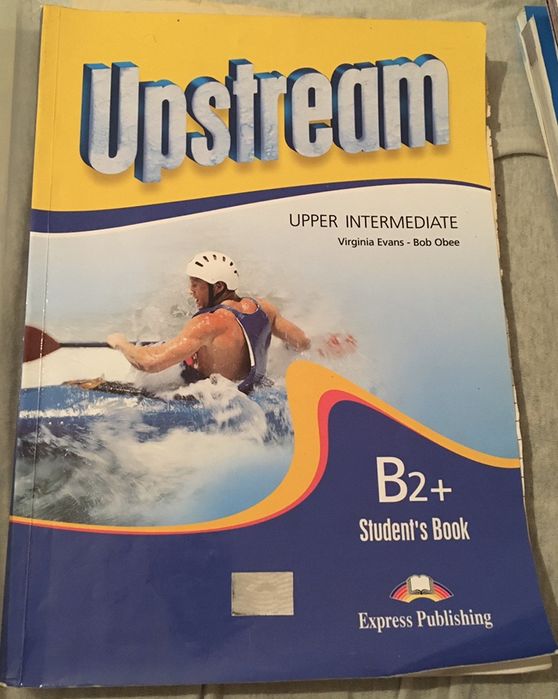 Upstream
UPPER INTERMEDIATE
Virginia Evans - Bob Obee
B2+
Student's Book
Express Publishing